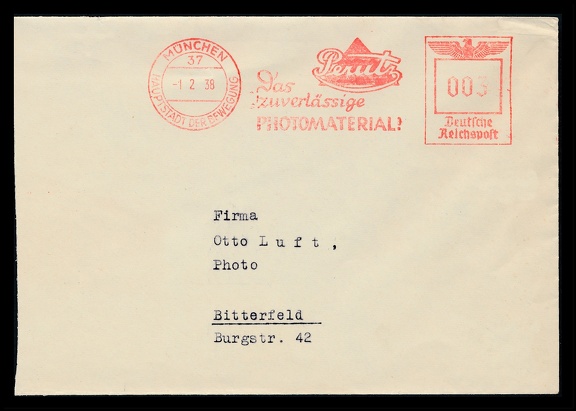 MÜNCHEN
37
-1 2 38
HAUPTSTADT DER BEWEGUNG
Perutz
Das
zuverlässige
PHOTOMATERIAL!
003
Deutsche
Reichspost
Firma
Otto L u f t ,
Photo
Bitterfeld
Burgstr. 42